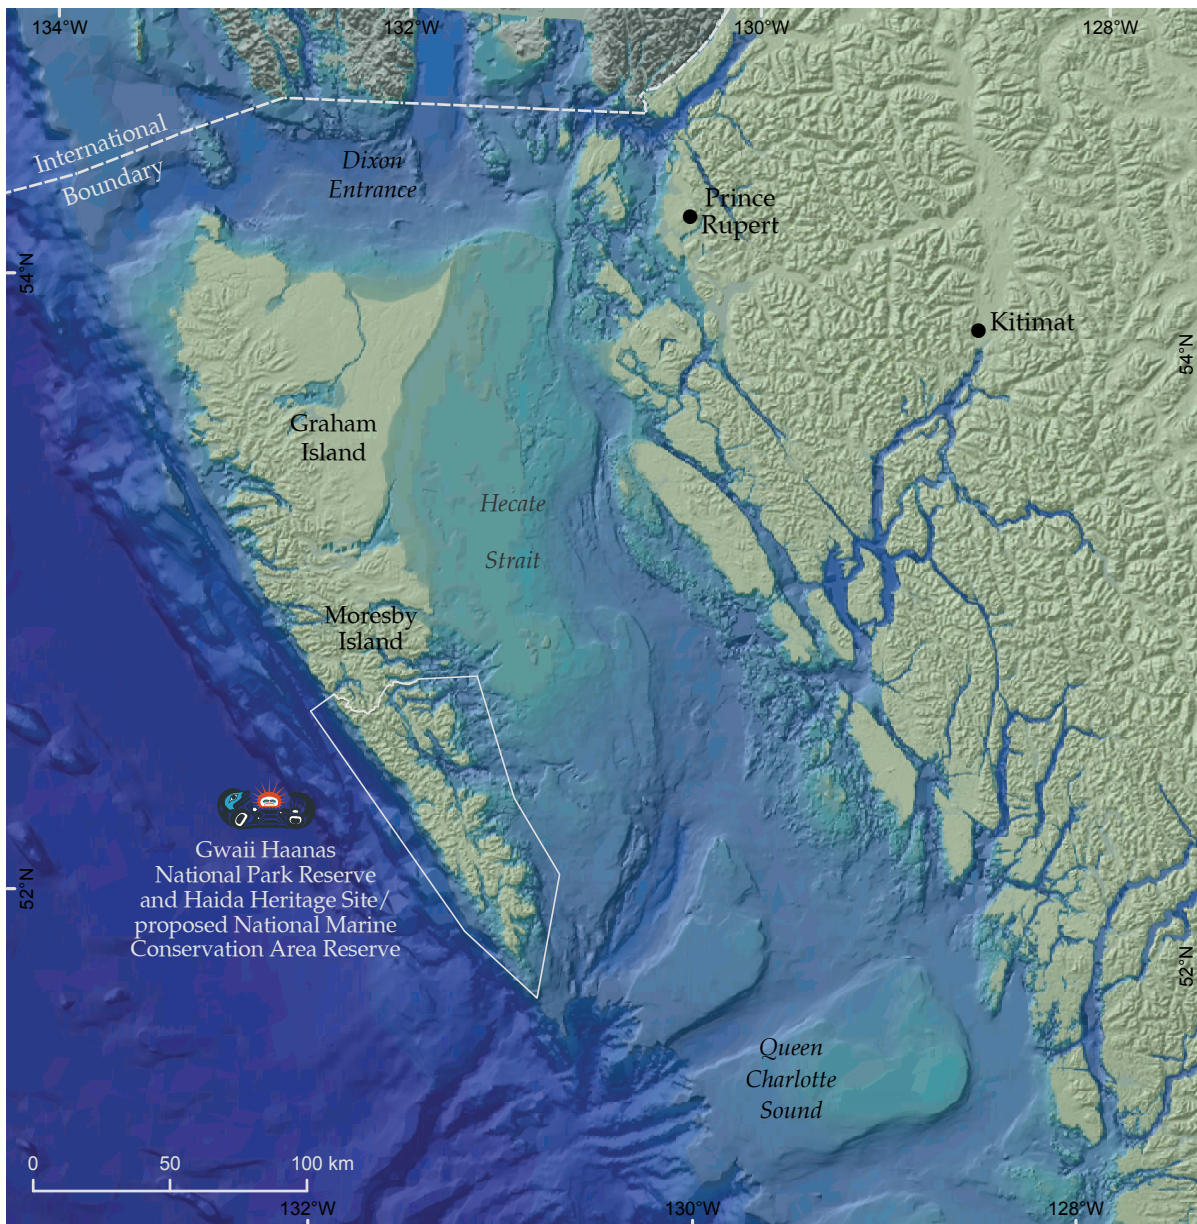 134°W
132°W
130°W
128°W
International
Boundary
Dixon
Entrance
Prince
Rupert
54°N
Kitimat
54°N
Graham
Island
Hecate
Strait
Moresby
Island
Gwaii Haanas
National Park Reserve
and Haida Heritage Site/
proposed National Marine
Conservation Area Reserve
52°N
52°N
Queen
Charlotte
Sound
0 50 100 km
132°W
130°W
128°W